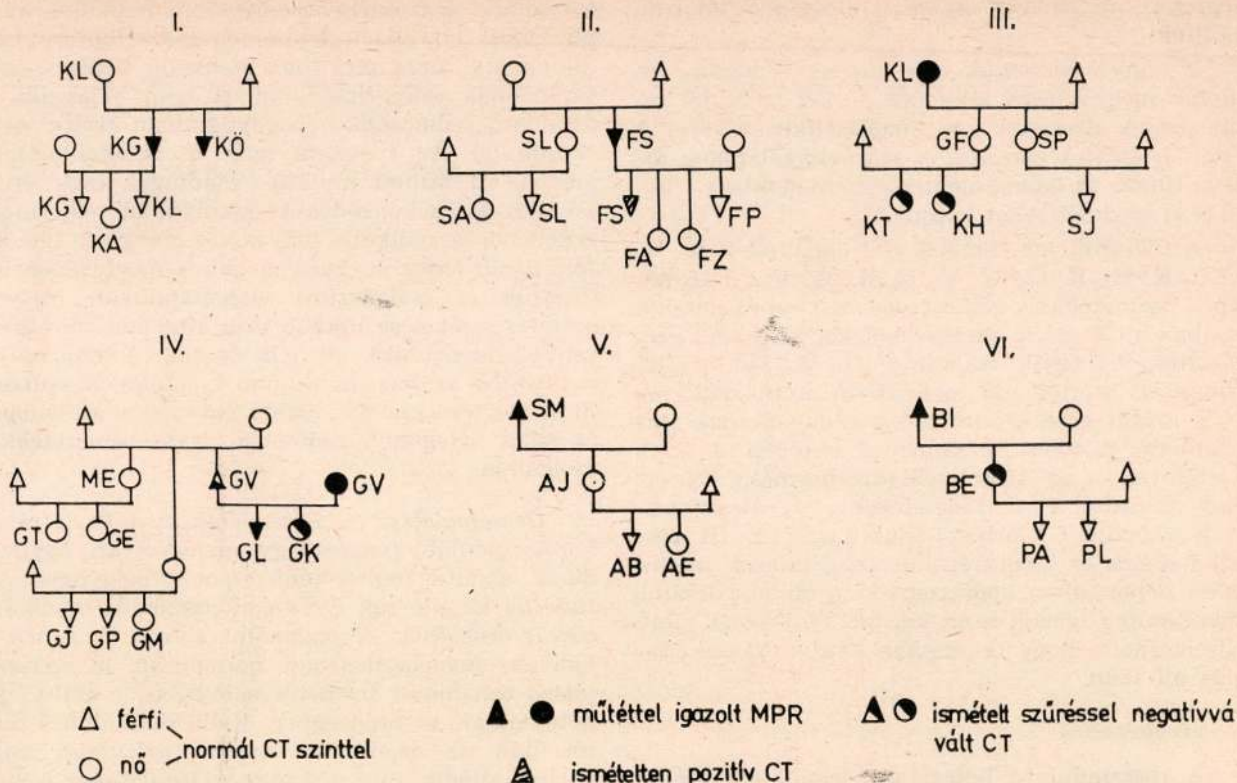 I.
II.
III.
KL
KG KÖ
KG KL
KA
SL FS
SA SL FS FP
FA FZ
KL
GF SP
KT KH SJ
IV.
V.
VI.
ME GV GV
GT GE GL GK
GJ GP GM
SM
AJ
AB AE
BI
BE
PA PL
férfi
nő
normál CT szinttel
műtéttel igazolt MPR
ismételten pozitív CT
ismételt szűréssel negatívvá
vált CT